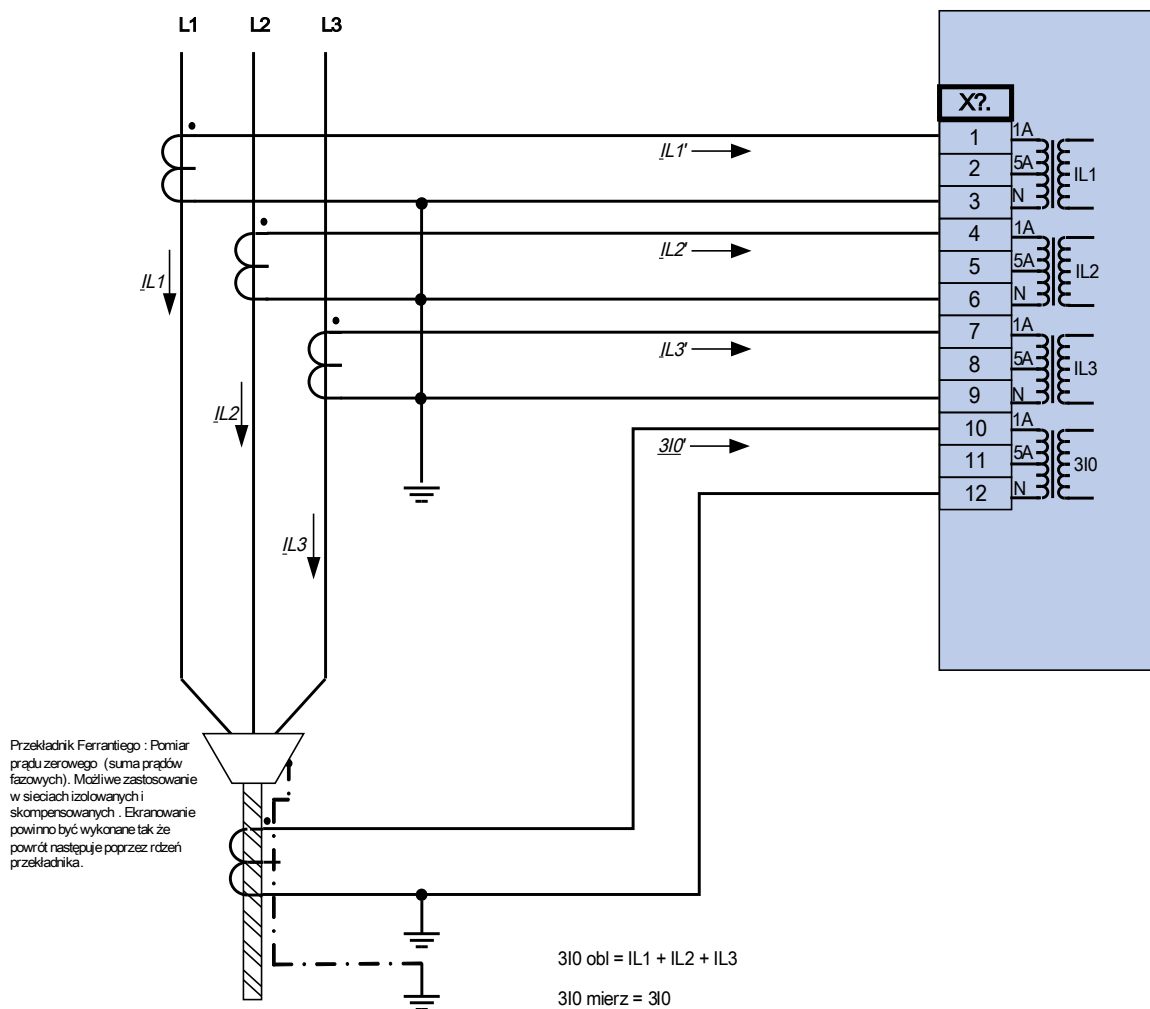 L1 L2 L3
X?.
1 1A
IL1'
2 5A IL1
3 N
4 1A
IL2'
5 5A IL2
6 N
IL1
7 1A
IL3'
8 5A IL3
9 N
IL2
10 1A
3I0'
11 5A 3I0
12 N
IL3
Przekładnik Ferrantiego : Pomiar
prądu zerowego (suma prądów
fazowych). Możliwe zastosowanie
w sieciach izolowanych i
skompensowanych . Ekranowanie
powinno być wykonane tak że
powrót następuje poprzez rdzeń
przekładnika.
3I0 obl = IL1 + IL2 + IL3
3I0 mierz = 3I0